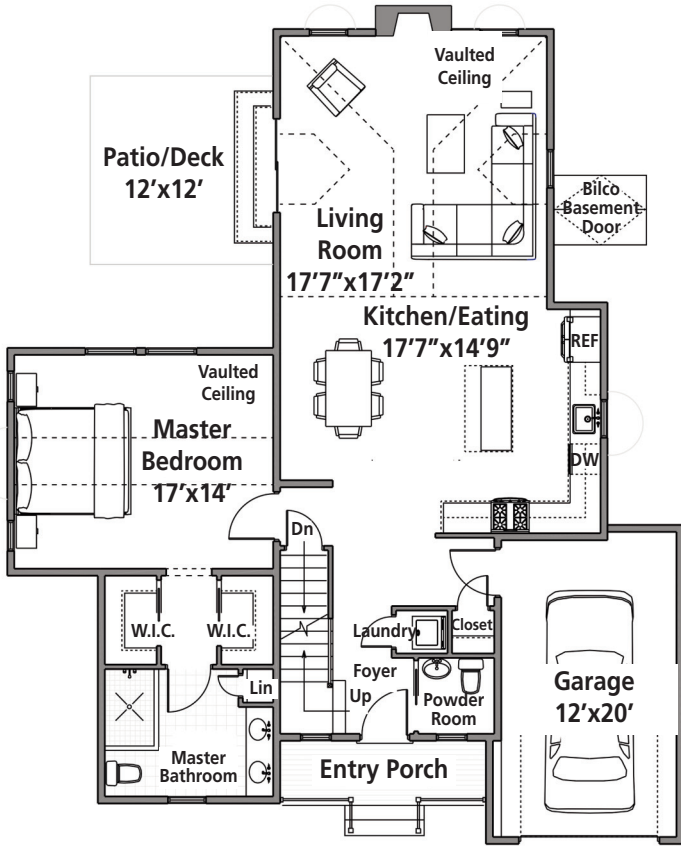 Vaulted
Ceiling
Patio/Deck
12’x12’
Bilco
Basement
Door
Living
Room
17’7”x17’2”
Kitchen/Eating
17’7”x14’9”
REF
Vaulted
Ceiling
Master
Bedroom
17’x14’
DW
Dn
W.I.C.
W.I.C.
Laundry
Closet
Foyer
Up
Lin
Powder
Room
Garage
12’x20’
Master
Bathroom
Entry Porch